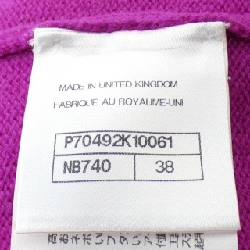 MADE IN UNITED KINGDOM
FABRIQUE AU ROYAUME-UNI
P70492K10061
NB740 38